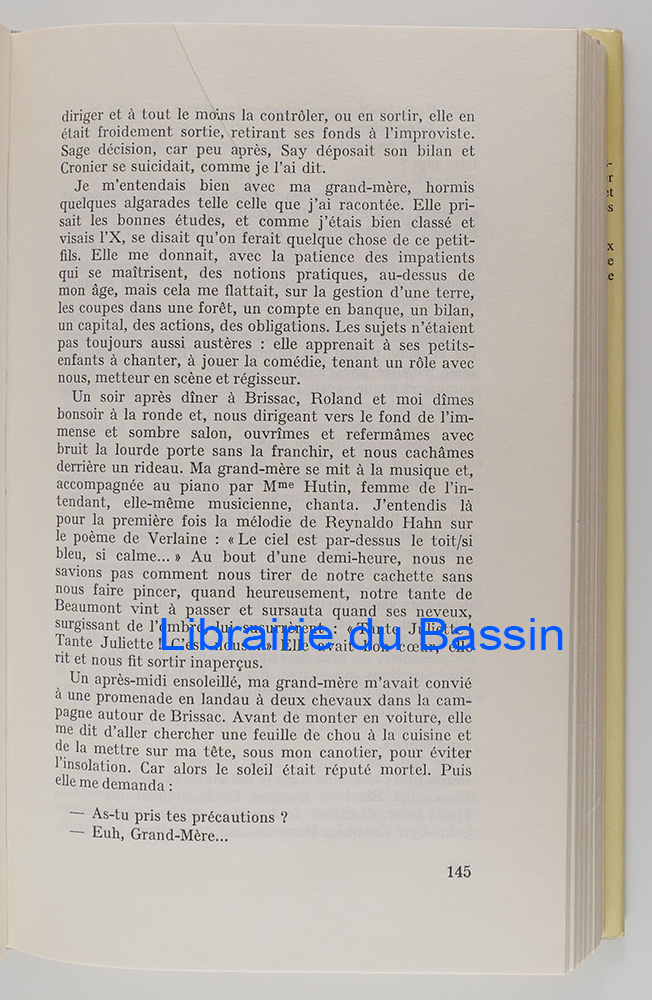 diriger et à tout le moins la contrôler, ou en sortir, elle en
était froidement sortie, retirant ses fonds à l'improviste.
Sage décision, car peu après, Say déposait son bilan et
Cronier se suicidait, comme je l'ai dit.
Je m'entendais bien avec ma grand-mère, hormis
quelques algarades telle celle que j'ai racontée. Elle pri-
sait les bonnes études, et comme j'étais bien classé et
visais l'X, se disait qu'on ferait quelque chose de ce petit-
fils. Elle me donnait, avec la patience des impatients
qui se maîtrisent, des notions pratiques, au-dessus de
mon âge, mais cela me flattait, sur la gestion d'une terre,
les coupes dans une forêt, un compte en banque, un bilan,
un capital, des actions, des obligations. Les sujets n'étaient
pas toujours aussi austères : elle apprenait à ses petits-
enfants à chanter, à jouer la comédie, tenant un rôle avec
nous, metteur en scène et régisseur.
Un soir après dîner à Brissac, Roland et moi dîmes
bonsoir à la ronde et, nous dirigeant vers le fond de l'im-
mense et sombre salon, ouvrîmes et refermâmes avec
bruit la lourde porte sans la franchir, et nous cachâmes
derrière un rideau. Ma grand-mère se mit à la musique et,
accompagnée au piano par Mme Hutin, femme de l'in-
tendant, elle-même musicienne, chanta. J'entendis là
pour la première fois la mélodie de Reynaldo Hahn sur
le poème de Verlaine : « Le ciel est par-dessus le toit/si
bleu, si calme... » Au bout d'une demi-heure, nous ne
savions pas comment nous tirer de notre cachette sans
nous faire pincer, quand heureusement, notre tante de
Beaumont vint à passer et sursauta quand ses neveux,
surgissant de l'ombre, lui susurrèrent : « Tante Juliette !
Tante Juliette ! C'est nous ! » Elle avait bon cœur, elle
rit et nous fit sortir inaperçus.
Un après-midi ensoleillé, ma grand-mère m'avait convié
à une promenade en landau à deux chevaux dans la cam-
pagne autour de Brissac. Avant de monter en voiture, elle
me dit d'aller chercher une feuille de chou à la cuisine et
de la mettre sur ma tête, sous mon canotier, pour éviter
l'insolation. Car alors le soleil était réputé mortel. Puis
elle me demanda :
— As-tu pris tes précautions ?
— Euh, Grand-Mère...
145
Librairie du Bassin